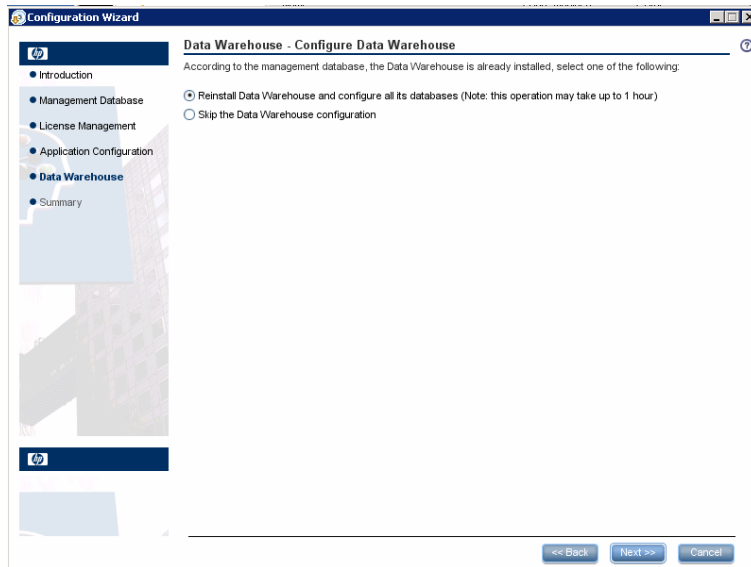 Configuration Wizard
hp
Introduction
Management Database
License Management
Application Configuration
Data Warehouse
Summary
hp
Data Warehouse - Configure Data Warehouse
?
According to the management database, the Data Warehouse is already installed, select one of the following:
Reinstall Data Warehouse and configure all its databases (Note: this operation may take up to 1 hour)
Skip the Data Warehouse configuration
<< Back
Next >>
Cancel